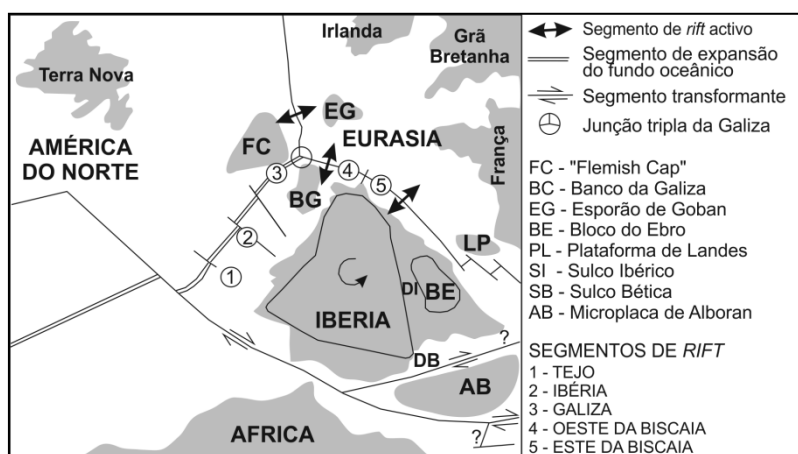 Irlanda
Grã
Bretanha
Terra Nova
EG
EURASIA
AMÉRICA
DO NORTE
FC
França
3
4
5
BG
2
LP
1
DI
BE
IBERIA
?
DB
AB
AFRICA
?
Segmento de rift activo
Segmento de expansão
do fundo oceânico
Segmento transformante
Junção tripla da Galiza
FC - "Flemish Cap"
BC - Banco da Galiza
EG - Esporão de Goban
BE - Bloco do Ebro
PL - Plataforma de Landes
SI - Sulco Ibérico
SB - Sulco Bética
AB - Microplaca de Alboran
SEGMENTOS DE RIFT
1 - TEJO
2 - IBÉRIA
3 - GALIZA
4 - OESTE DA BISCAIA
5 - ESTE DA BISCAIA